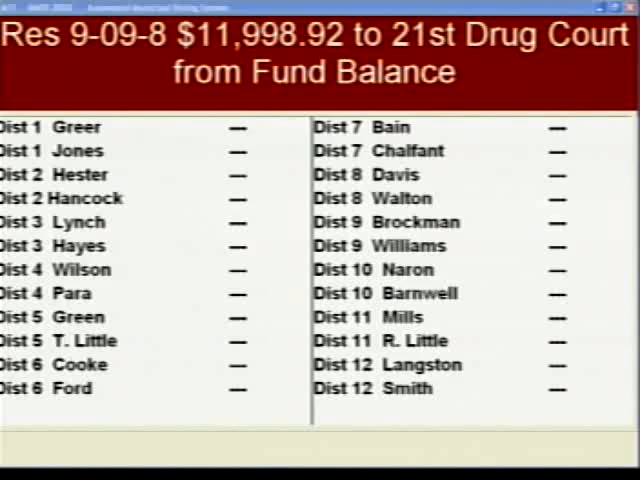 Res 9-09-8 $11,998.92 to 21st Drug Court
from Fund Balance
Dist 1 Greer ---
Dist 1 Jones ---
Dist 2 Hester ---
Dist 2 Hancock ---
Dist 3 Lynch ---
Dist 3 Hayes ---
Dist 4 Wilson ---
Dist 4 Para ---
Dist 5 Green ---
Dist 5 T. Little ---
Dist 6 Cooke ---
Dist 6 Ford ---
Dist 7 Bain ---
Dist 7 Chalfant ---
Dist 8 Davis ---
Dist 8 Walton ---
Dist 9 Brockman ---
Dist 9 Williams ---
Dist 10 Naron ---
Dist 10 Barnwell ---
Dist 11 Mills ---
Dist 11 R. Little ---
Dist 12 Langston ---
Dist 12 Smith ---